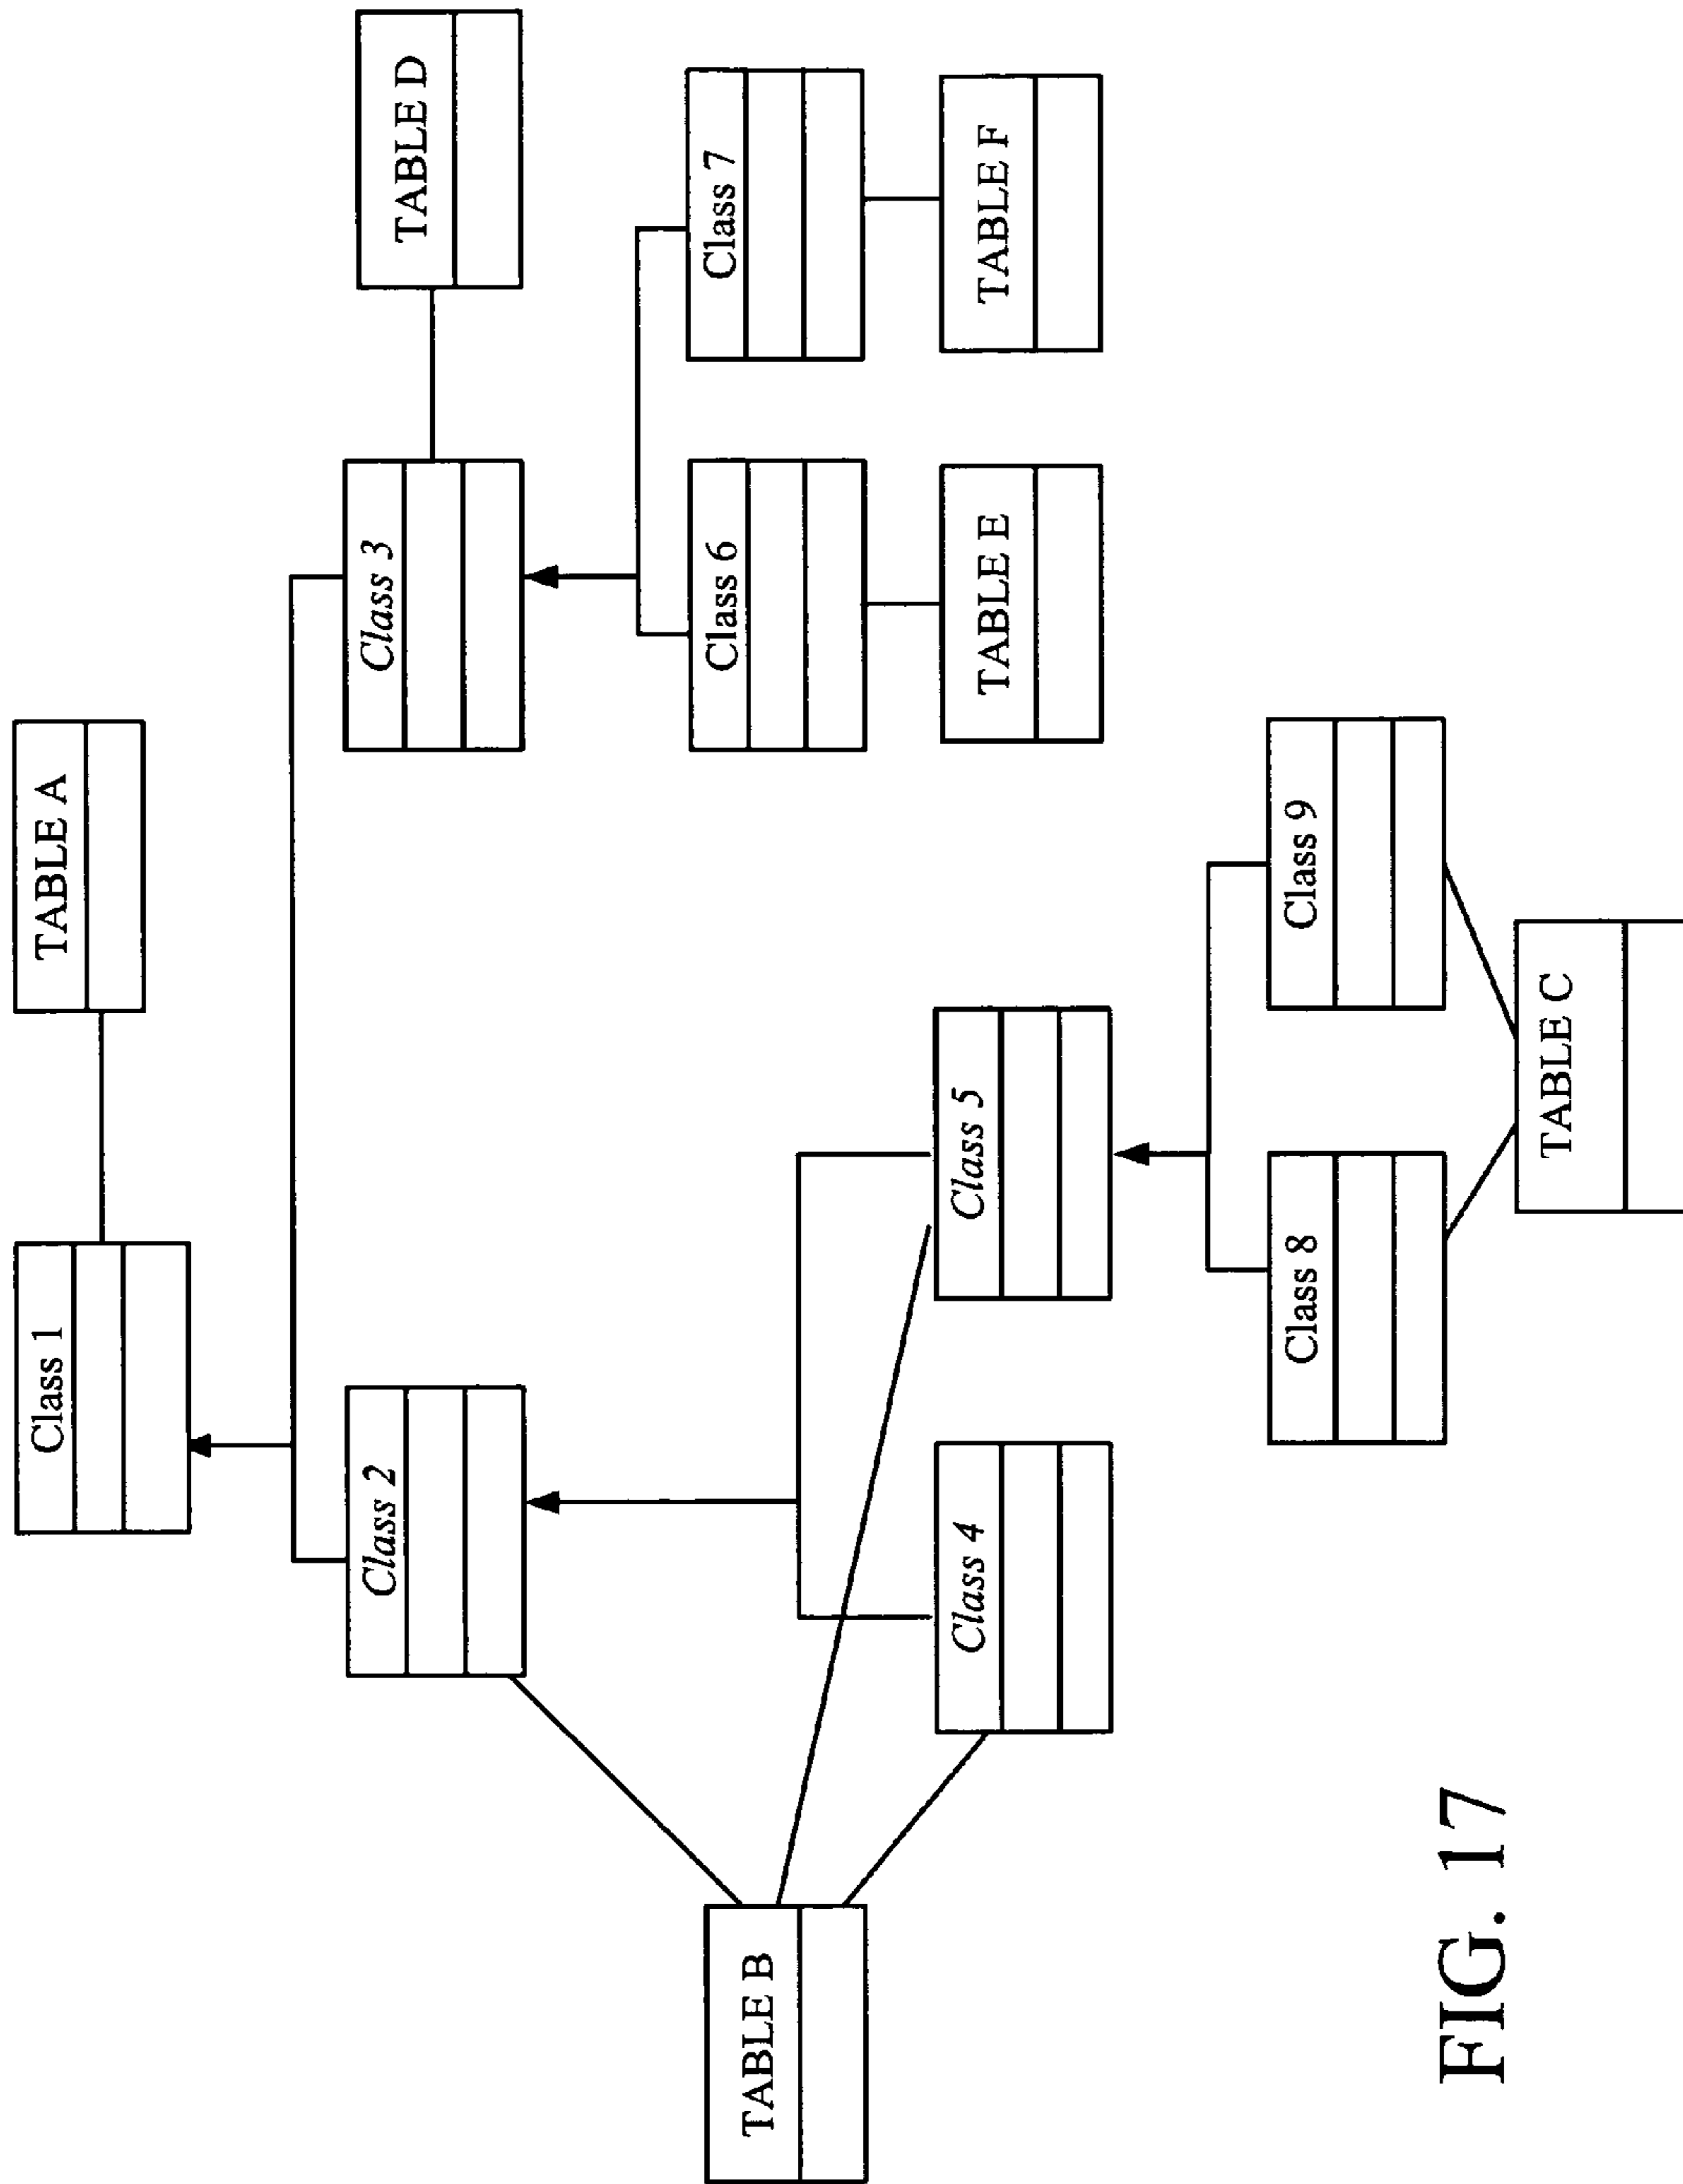 Class 1
TABLE A
Class 2
Class 3
TABLE D
TABLE B
Class 4
Class 5
Class 6
Class 7
TABLE E
TABLE F
Class 8
Class 9
TABLE C
FIG. 17